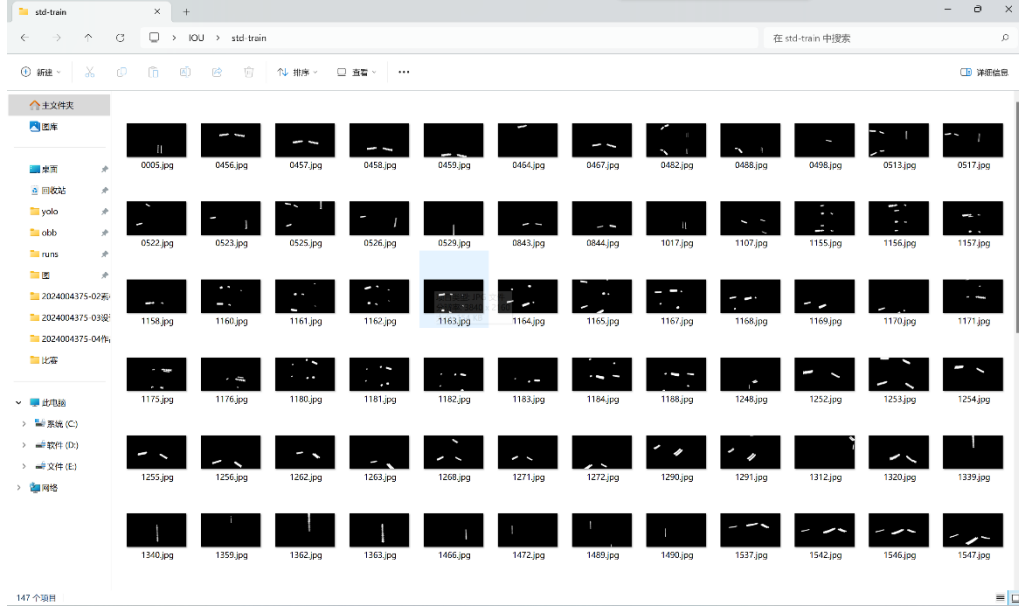 std-train
IOU
std-train
在 std-train 中搜索
新建
排序
查看
详细信息
主文件夹
图库
桌面
回收站
yolo
obb
runs
图
2024004375-02素
2024004375-03设
2024004375-04作
比赛
此电脑
系统 (C:)
软件 (D:)
文件 (E:)
网络
0005.jpg 0456.jpg 0457.jpg 0458.jpg 0459.jpg 0464.jpg 0467.jpg 0482.jpg 0488.jpg 0498.jpg 0513.jpg 0517.jpg
0522.jpg 0523.jpg 0525.jpg 0526.jpg 0529.jpg 0843.jpg 0844.jpg 1017.jpg 1107.jpg 1155.jpg 1156.jpg 1157.jpg
1158.jpg 1160.jpg 1161.jpg 1162.jpg 1163.jpg 1164.jpg 1165.jpg 1167.jpg 1168.jpg 1169.jpg 1170.jpg 1171.jpg
1175.jpg 1176.jpg 1180.jpg 1181.jpg 1182.jpg 1183.jpg 1184.jpg 1188.jpg 1248.jpg 1252.jpg 1253.jpg 1254.jpg
1255.jpg 1256.jpg 1262.jpg 1263.jpg 1268.jpg 1271.jpg 1272.jpg 1290.jpg 1291.jpg 1312.jpg 1320.jpg 1339.jpg
1340.jpg 1359.jpg 1362.jpg 1363.jpg 1466.jpg 1472.jpg 1489.jpg 1490.jpg 1537.jpg 1542.jpg 1546.jpg 1547.jpg
147 个项目